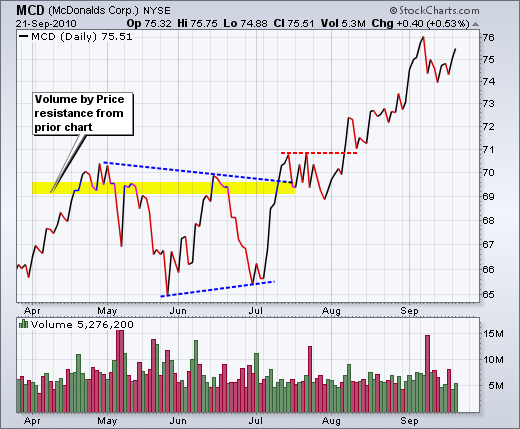 MCD (McDonalds Corp.) NYSE © StockCharts.com
21-Sep-2010 Op 75.32 Hi 75.75 Lo 74.88 Cl 75.51 Vol 5.3M Chg +0.40 (+0.53%)
MCD (Daily) 75.51
Volume by Price
resistance from
prior chart
76
75
74
73
72
71
70
69
68
67
66
65
Apr May Jun Jul Aug Sep
Volume 5,276,200
15M
10M
5M
Apr May Jun Jul Aug Sep